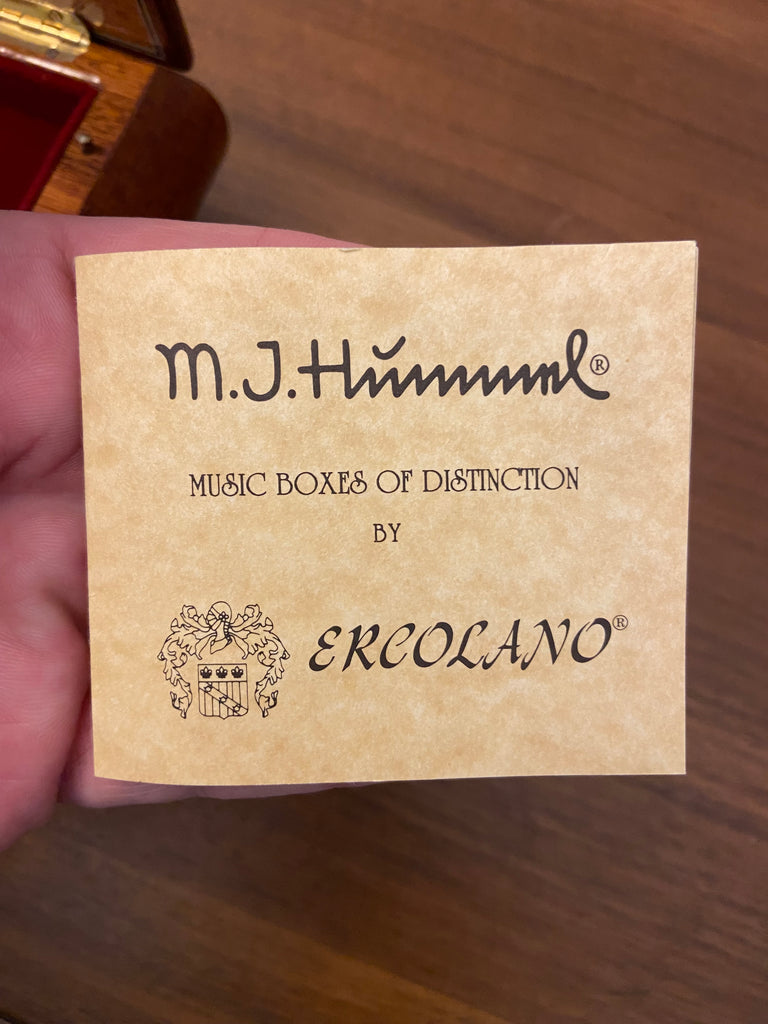 M.J.Hummel®
MUSIC BOXES OF DISTINCTION
BY
ERCOLANO®